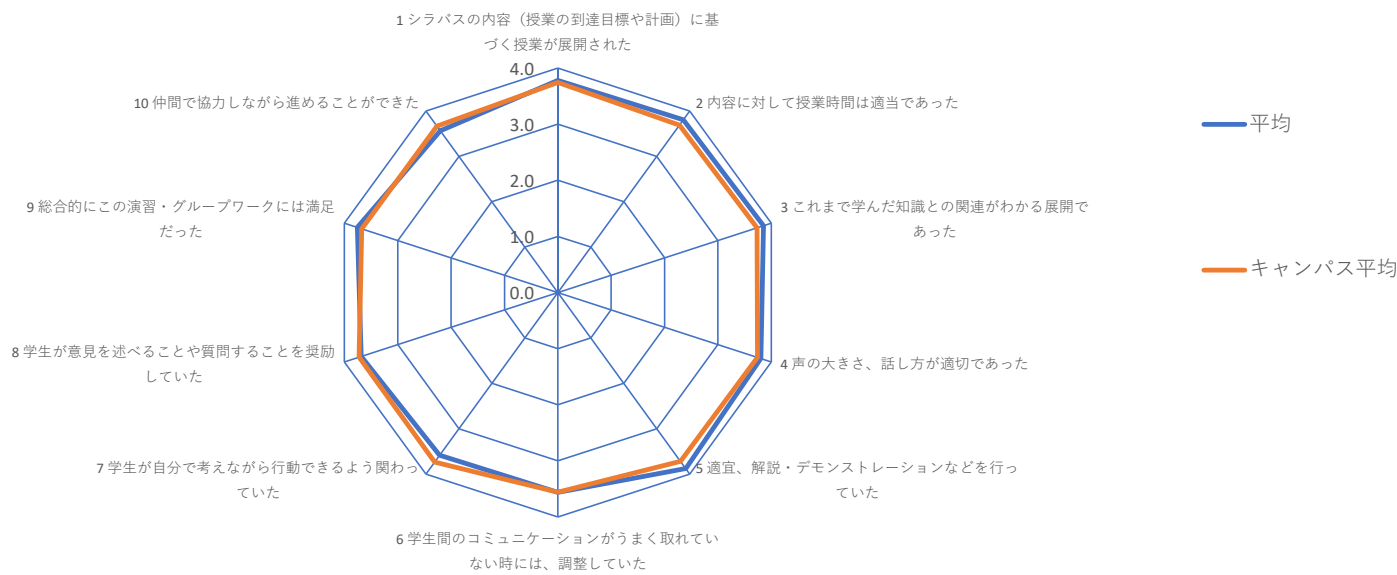 1 シラバスの内容（授業の到達目標や計画）に基
づく授業が展開された
4.0
3.0
2.0
1.0
0.0
2 内容に対して授業時間は適当であった
3 これまで学んだ知識との関連がわかる展開で
あった
4 声の大きさ、話し方が適切であった
5 適宜、解説・デモンストレーションなどを行っ
ていた
6 学生間のコミュニケーションがうまく取れてい
ない時には、調整していた
7 学生が自分で考えながら行動できるよう関わっ
ていた
8 学生が意見を述べることや質問することを奨励
していた
9 総合的にこの演習・グループワークには満足
だった
10 仲間で協力しながら進めることができた
平均
キャンパス平均